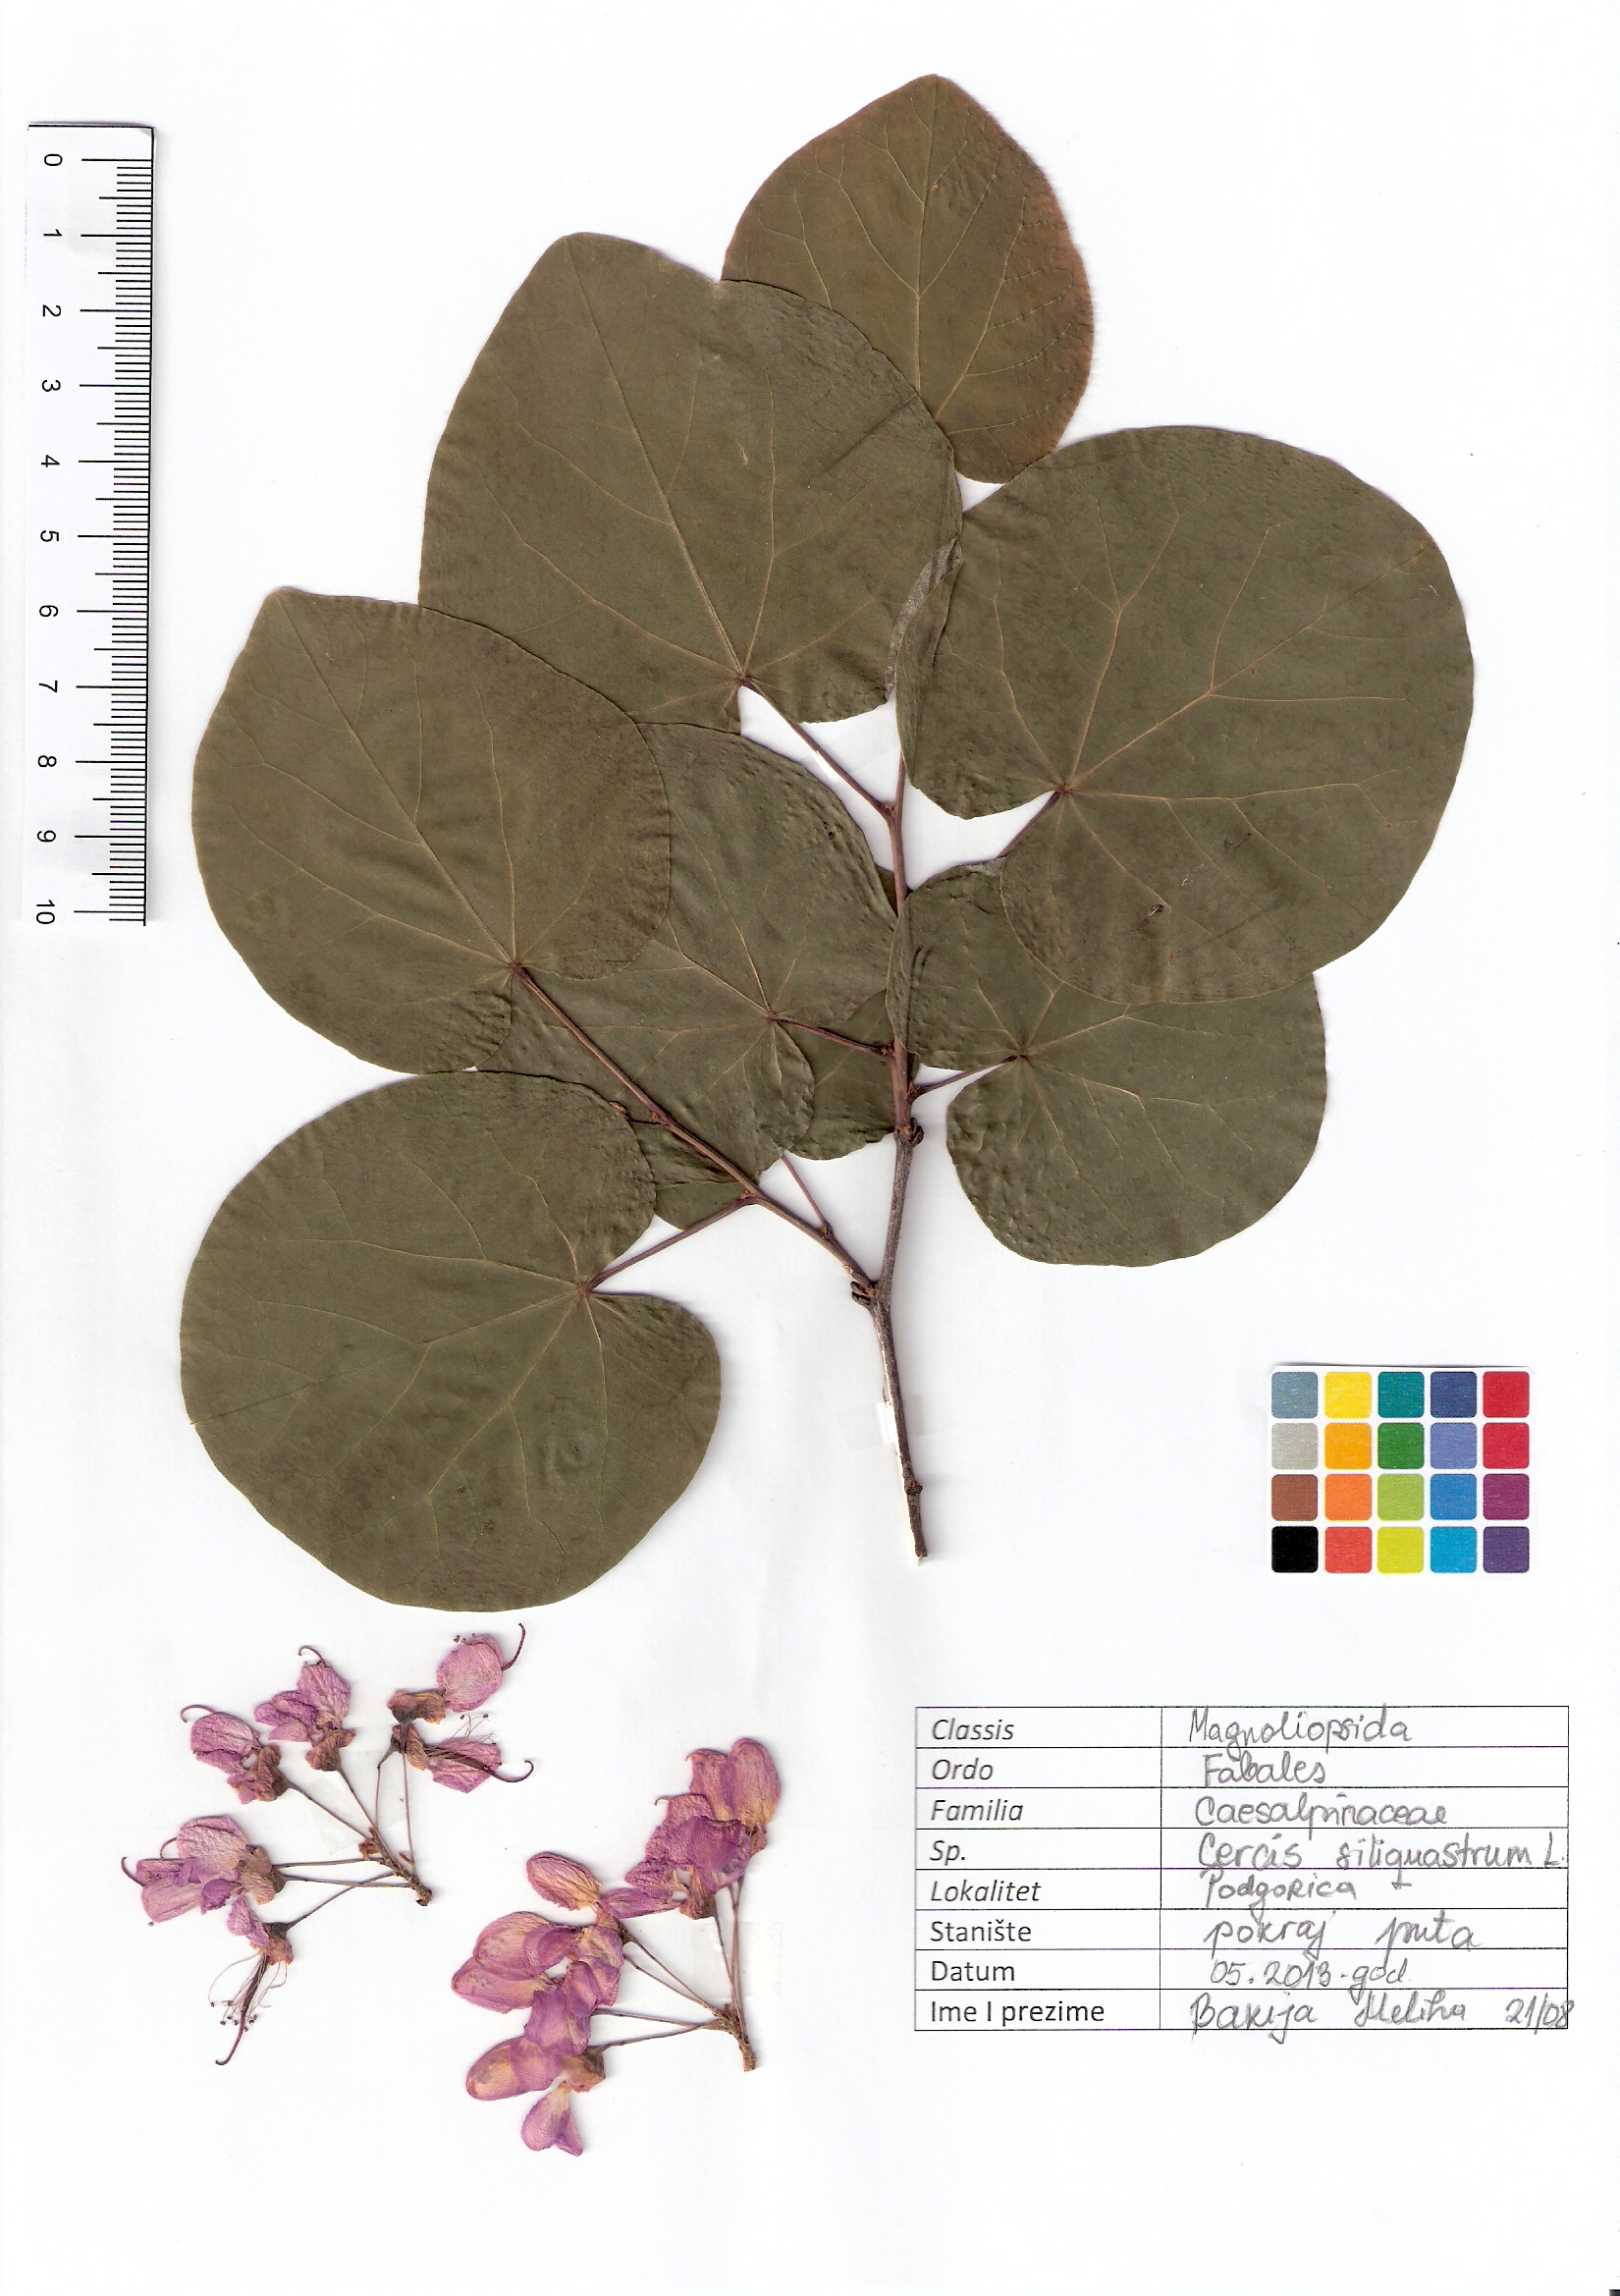 0
1
2
3
4
5
6
7
8
9
10
Classis Magnoliopsida
Ordo Fabales
Familia Caesalpinaceae
Sp. Cercis siliquastrum L.
Lokalitet Podgorica
Stanište pokraj puta
Datum 05.2013.god.
Ime I prezime Bakija Meliha 21/08